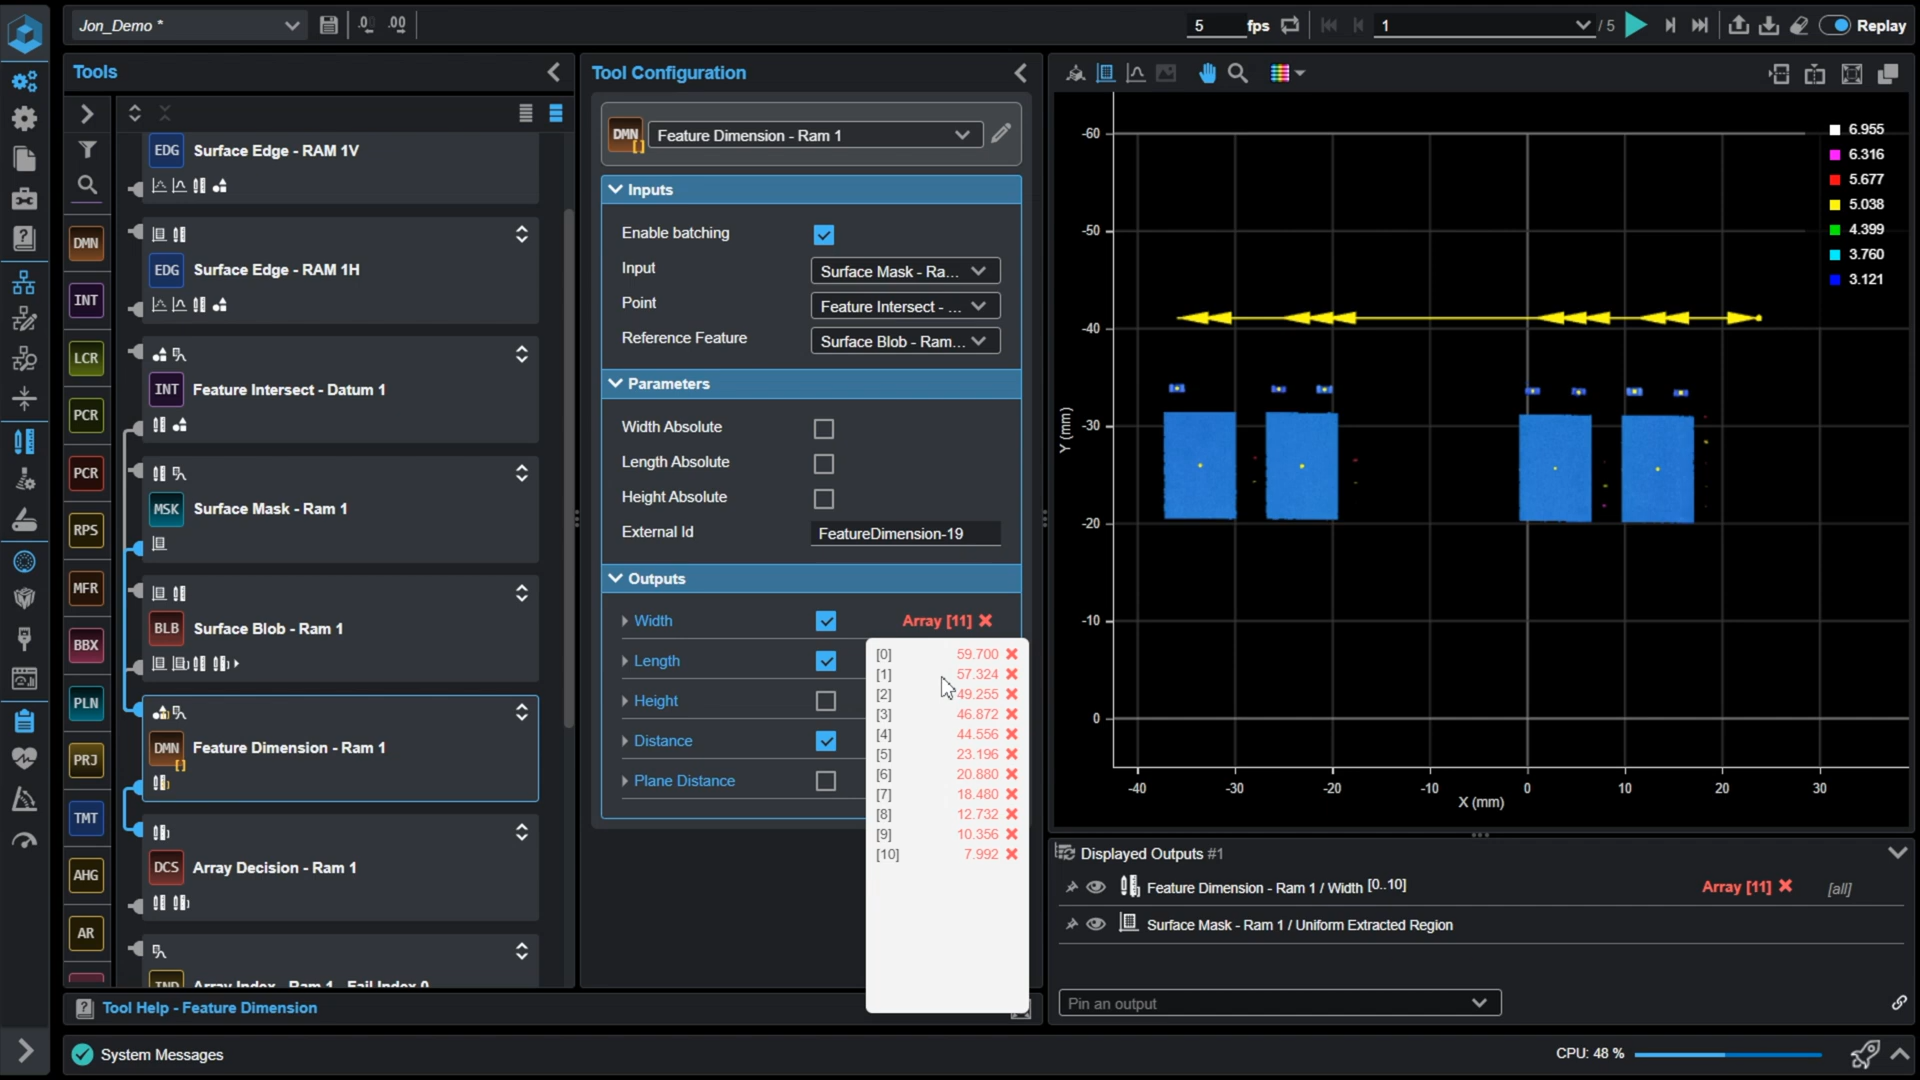 Jon_Demo *
5 fps
1
/ 5
Replay
Tools
EDG Surface Edge - RAM 1V
EDG Surface Edge - RAM 1H
INT Feature Intersect - Datum 1
MSK Surface Mask - Ram 1
BLB Surface Blob - Ram 1
DMN Feature Dimension - Ram 1
DCS Array Decision - Ram 1
IND Array Index - Ram 1 - Fail Index 0
DMN
INT
LCR
PCR
PCR
RPS
MFR
BBX
PLN
PRJ
TMT
AHG
AR
Tool Help - Feature Dimension
Tool Configuration
DMN Feature Dimension - Ram 1
Inputs
Enable batching
Input Surface Mask - Ra...
Point Feature Intersect - ...
Reference Feature Surface Blob - Ram...
Parameters
Width Absolute
Length Absolute
Height Absolute
External Id FeatureDimension-19
Outputs
Width Array [11]
Length
Height
Distance
Plane Distance
[0] 59.700
[1] 57.324
[2] 49.255
[3] 46.872
[4] 44.556
[5] 23.196
[6] 20.880
[7] 18.480
[8] 12.732
[9] 10.356
[10] 7.992
6.955
6.316
5.677
5.038
4.399
3.760
3.121
-60
-50
-40
-30
-20
-10
0
Y (mm)
-40 -30 -20 -10 0 10 20 30
X (mm)
Displayed Outputs #1
Feature Dimension - Ram 1 / Width [0..10] Array [11] [all]
Surface Mask - Ram 1 / Uniform Extracted Region
Pin an output
System Messages
CPU: 48 %